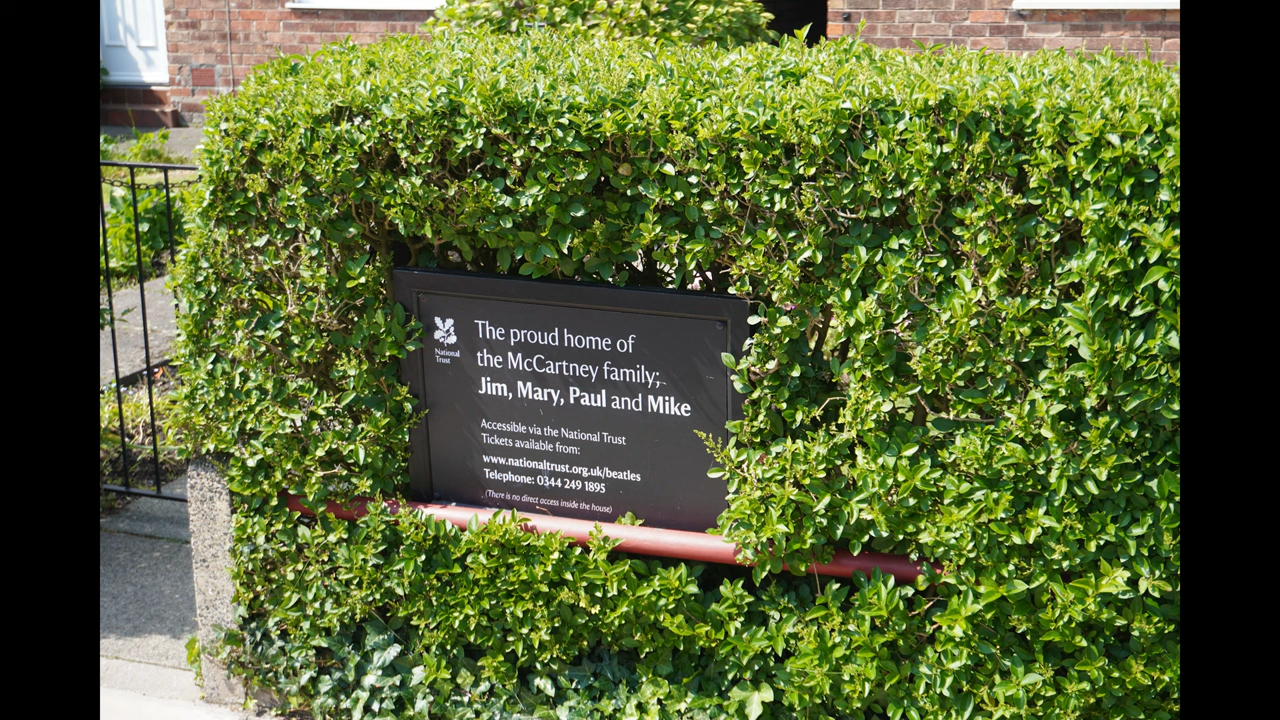 National
Trust
The proud home of
the McCartney family;
Jim, Mary, Paul and Mike
Accessible via the National Trust
Tickets available from:
www.nationaltrust.org.uk/beatles
Telephone: 0344 249 1895
(There is no direct access inside the house)